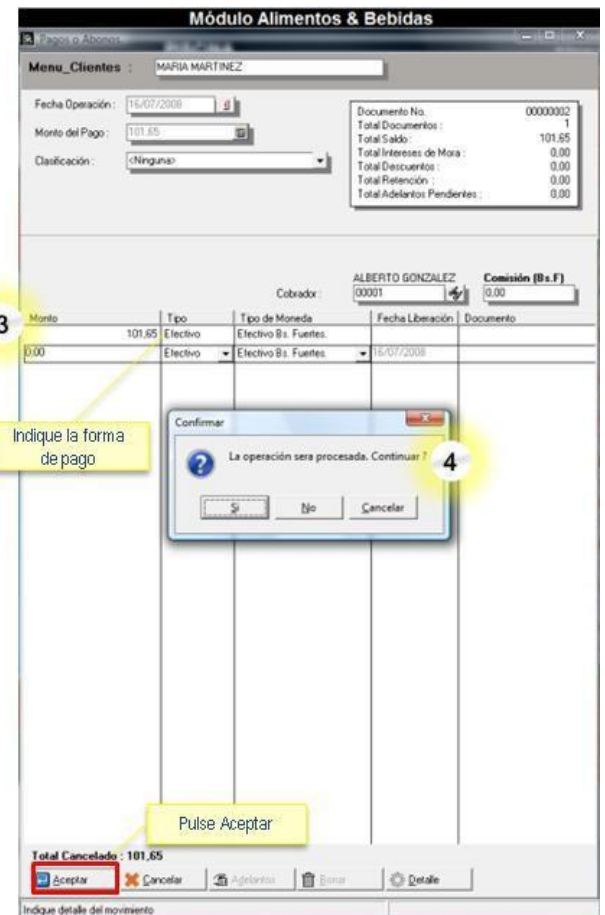 Módulo Alimentos & Bebidas
Pagos o Abonos
Menu_Clientes : MARIA MARTINEZ
Fecha Operación : 16/07/2008
Monto del Pago : 101.65
Clasificación : <Ninguna>
Documento No. 00000002
Total Documentos : 1
Total Saldo : 101,65
Total Intereses de Mora : 0,00
Total Descuentos : 0,00
Total Retención : 0,00
Total Adelantos Pendientes : 0,00
ALBERTO GONZALEZ Comisión (Bs.F)
Cobrador : 00001 0,00
3
Monto Tipo Tipo de Moneda Fecha Liberación Documento
101,65 Efectivo Efectivo Bs. Fuertes.
0,00 Efectivo Efectivo Bs. Fuertes. 16/07/2008
Indique la forma
de pago
Confirmar
La operación sera procesada. Continuar ?
4
Si No Cancelar
Pulse Aceptar
Total Cancelado : 101,65
Aceptar Cancelar Adelantos Borrar Detalle
Indique detalle del movimiento